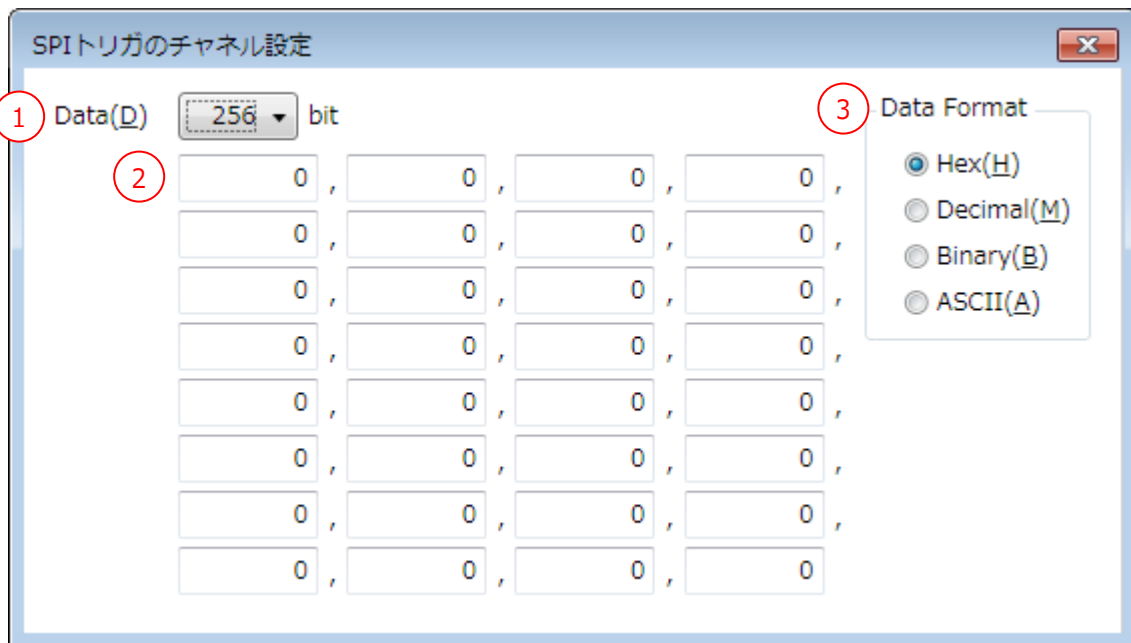 SPIトリガのチャネル設定
1 Data(D) 256 bit
3 Data Format
2 0 , 0 , 0 , 0 ,
Hex(H)
0 , 0 , 0 , 0 ,
Decimal(M)
Binary(B)
0 , 0 , 0 , 0 ,
ASCII(A)
0 , 0 , 0 , 0 ,
0 , 0 , 0 , 0 ,
0 , 0 , 0 , 0 ,
0 , 0 , 0 , 0 ,
0 , 0 , 0 , 0